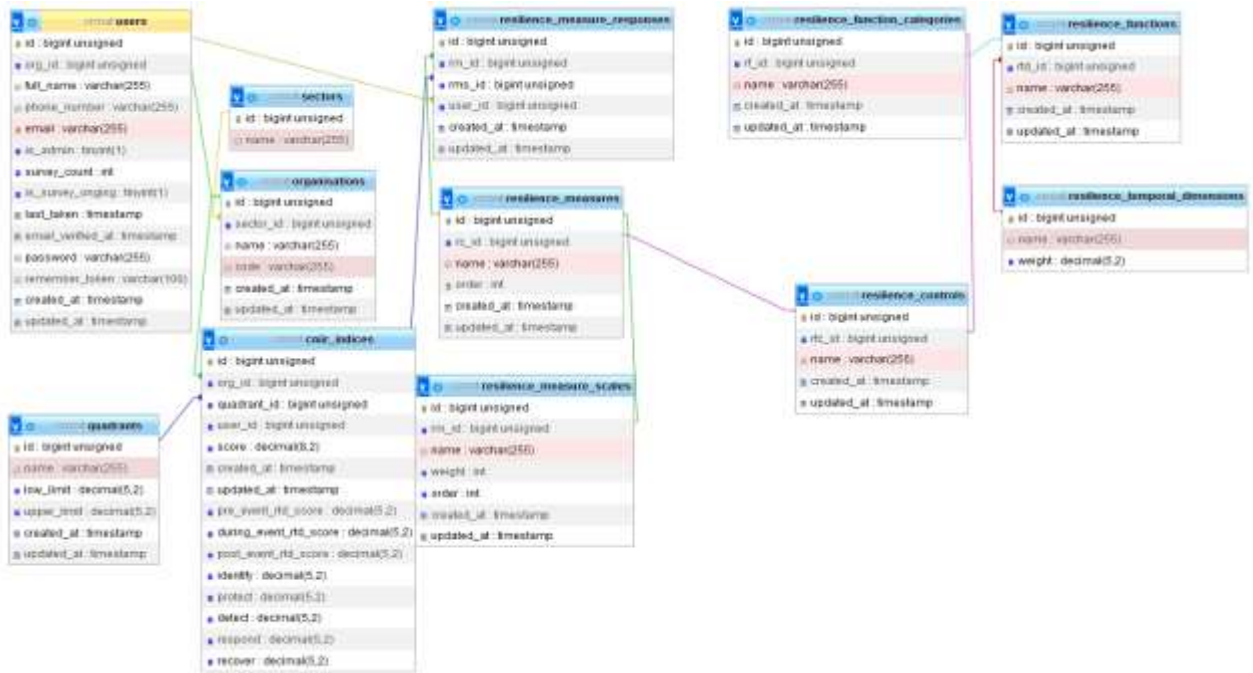 users
id : bigint unsigned
org_id : bigint unsigned
full_name : varchar(255)
phone_number : varchar(255)
email : varchar(255)
is_admin : tinyint(1)
survey_count : int
is_survey_onging : tinyint(1)
last_taken : timestamp
email_verified_at : timestamp
password : varchar(255)
remember_token : varchar(100)
created_at : timestamp
updated_at : timestamp
sectors
id : bigint unsigned
name : varchar(255)
organisations
id : bigint unsigned
sector_id : bigint unsigned
name : varchar(255)
code : varchar(255)
created_at : timestamp
updated_at : timestamp
quadrants
id : bigint unsigned
name : varchar(255)
low_limit : decimal(5,2)
upper_limit : decimal(5,2)
created_at : timestamp
updated_at : timestamp
_indices
id : bigint unsigned
org_id : bigint unsigned
quadrant_id : bigint unsigned
user_id : bigint unsigned
score : decimal(8,2)
created_at : timestamp
updated_at : timestamp
pre_event_rtd_score : decimal(5,2)
during_event_rtd_score : decimal(5,2)
post_event_rtd_score : decimal(5,2)
identify : decimal(5,2)
protect : decimal(5,2)
detect : decimal(5,2)
respond : decimal(5,2)
recover : decimal(5,2)
resilience_measure_responses
id : bigint unsigned
rm_id : bigint unsigned
rms_id : bigint unsigned
user_id : bigint unsigned
created_at : timestamp
updated_at : timestamp
resilience_measures
id : bigint unsigned
rc_id : bigint unsigned
name : varchar(255)
order : int
created_at : timestamp
updated_at : timestamp
resilience_measure_scales
id : bigint unsigned
rm_id : bigint unsigned
name : varchar(255)
weight : int
order : int
created_at : timestamp
updated_at : timestamp
resilience_function_categories
id : bigint unsigned
rf_id : bigint unsigned
name : varchar(255)
created_at : timestamp
updated_at : timestamp
resilience_functions
id : bigint unsigned
rtd_id : bigint unsigned
name : varchar(255)
created_at : timestamp
updated_at : timestamp
resilience_temporal_dimensions
id : bigint unsigned
name : varchar(255)
weight : decimal(5,2)
resilience_controls
id : bigint unsigned
rfc_id : bigint unsigned
name : varchar(255)
created_at : timestamp
updated_at : timestamp